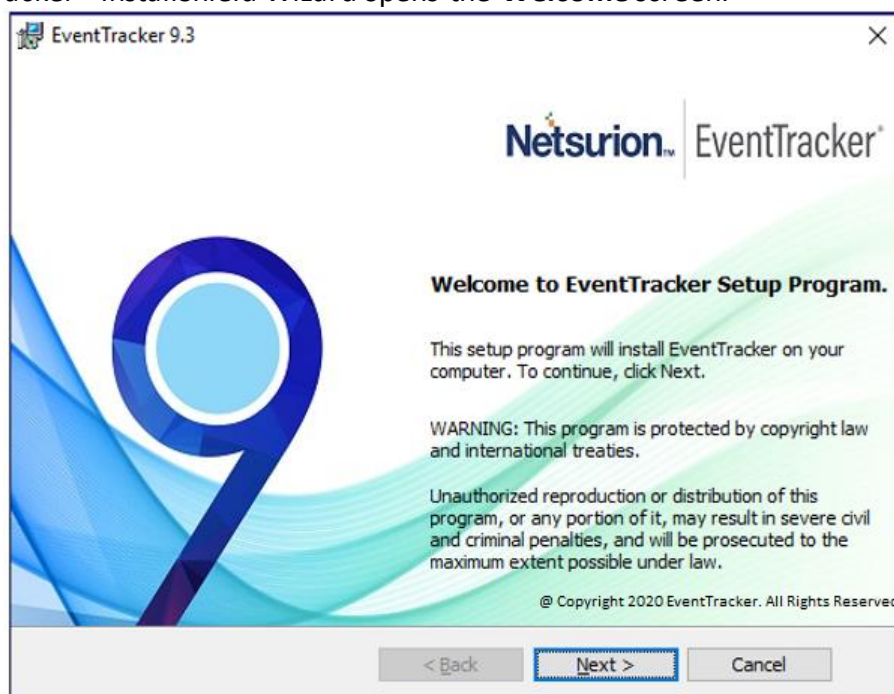 EventTracker 9.3
Netsurion™ EventTracker®
Welcome to EventTracker Setup Program.
This setup program will install EventTracker on your
computer. To continue, click Next.
WARNING: This program is protected by copyright law
and international treaties.
Unauthorized reproduction or distribution of this
program, or any portion of it, may result in severe civil
and criminal penalties, and will be prosecuted to the
maximum extent possible under law.
@ Copyright 2020 EventTracker. All Rights Reserved
< Back Next > Cancel